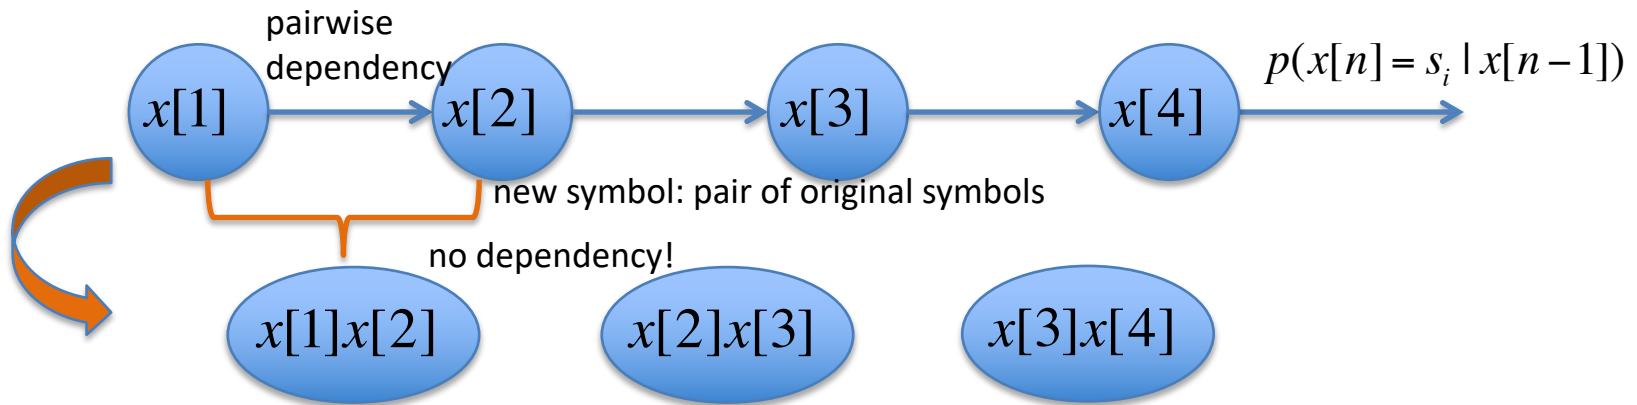 pairwise
dependency
x[1] x[2] x[3] x[4] p(x[n] = s_i | x[n−1])
new symbol: pair of original symbols
no dependency!
x[1]x[2] x[2]x[3] x[3]x[4]